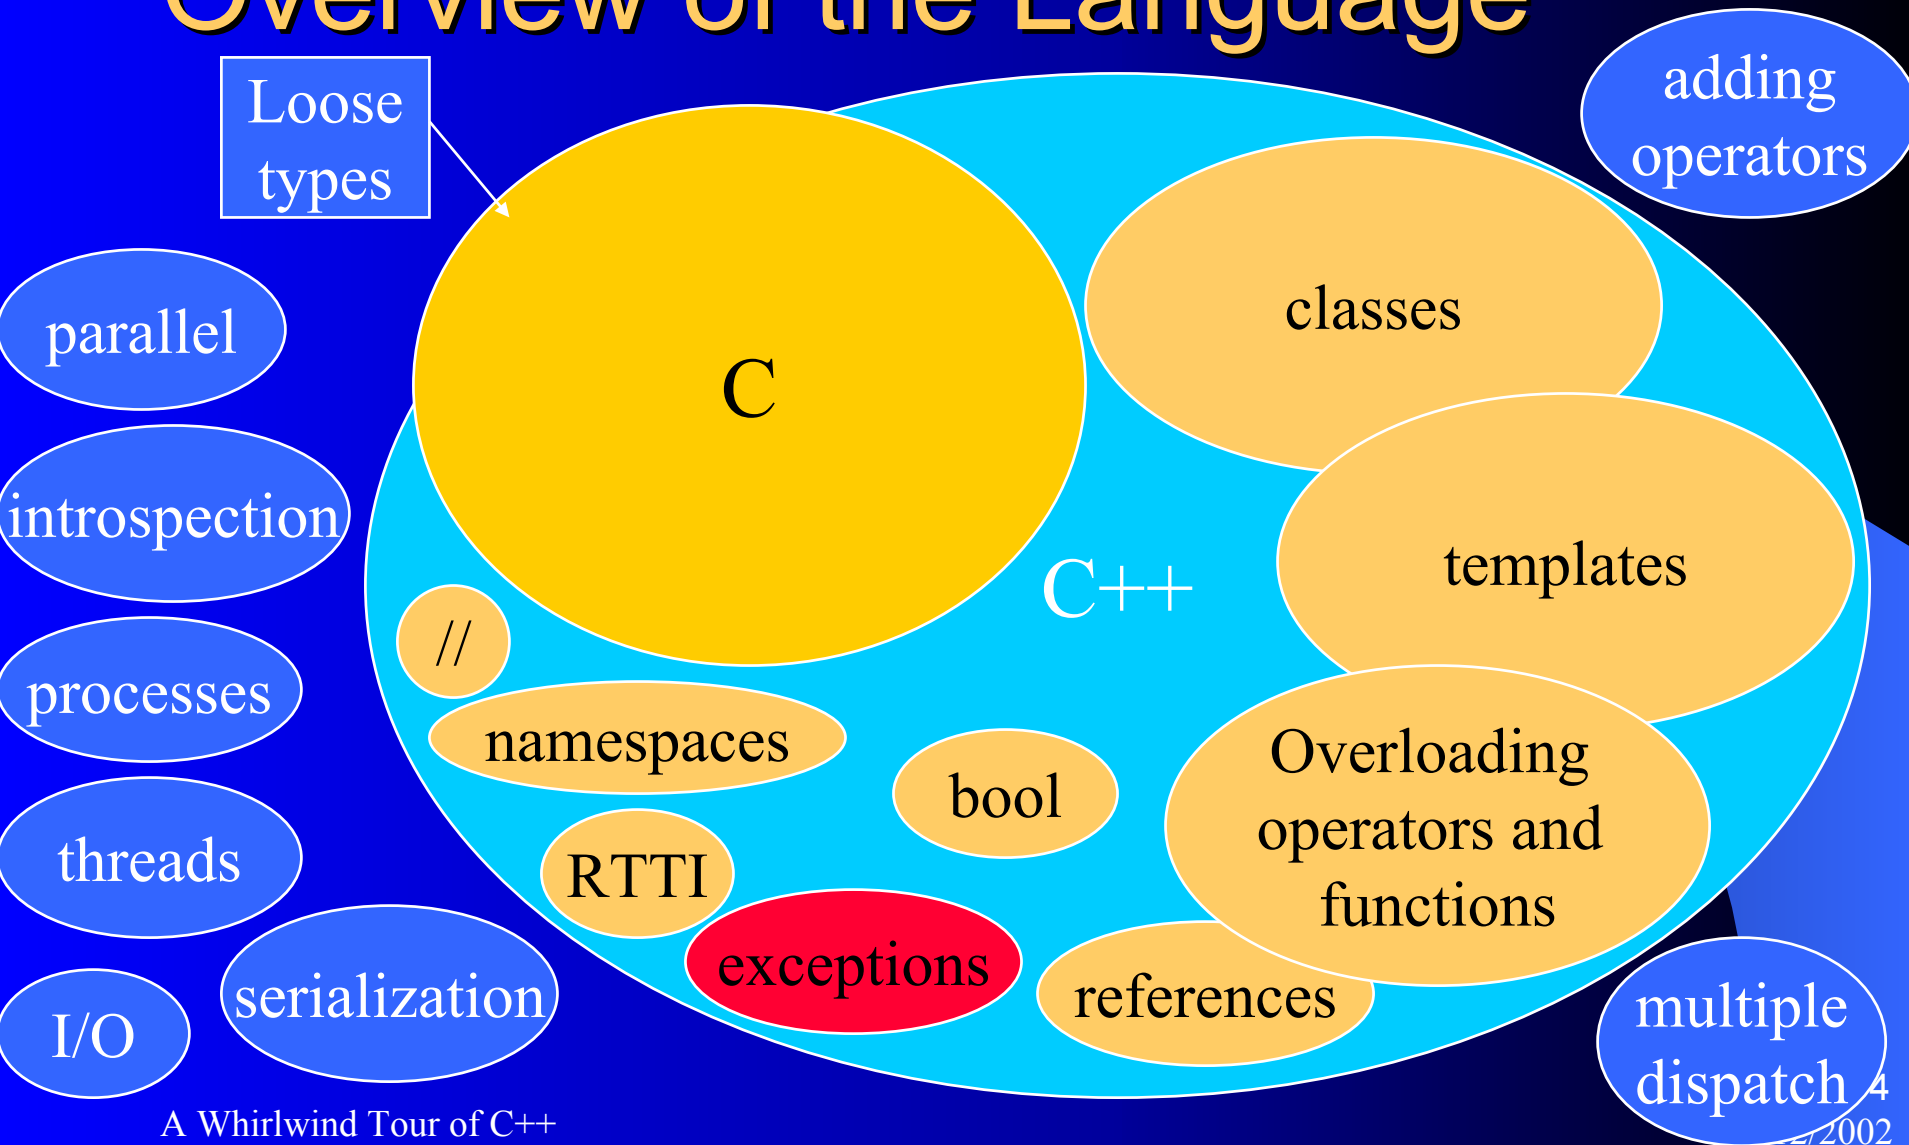 Overview of the Language
Loose
types
adding
operators
parallel
classes
C
introspection
templates
C++
//
processes
namespaces
bool
Overloading
operators and
functions
threads
RTTI
exceptions
references
serialization
I/O
multiple
dispatch
4
A Whirlwind Tour of C++
/2002